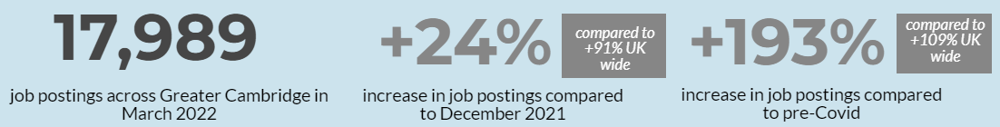 17,989
job postings across Greater Cambridge in
March 2022
+24%
compared to
+91% UK
wide
increase in job postings compared
to December 2021
+193%
compared to
+109% UK
wide
increase in job postings compared
to pre-Covid